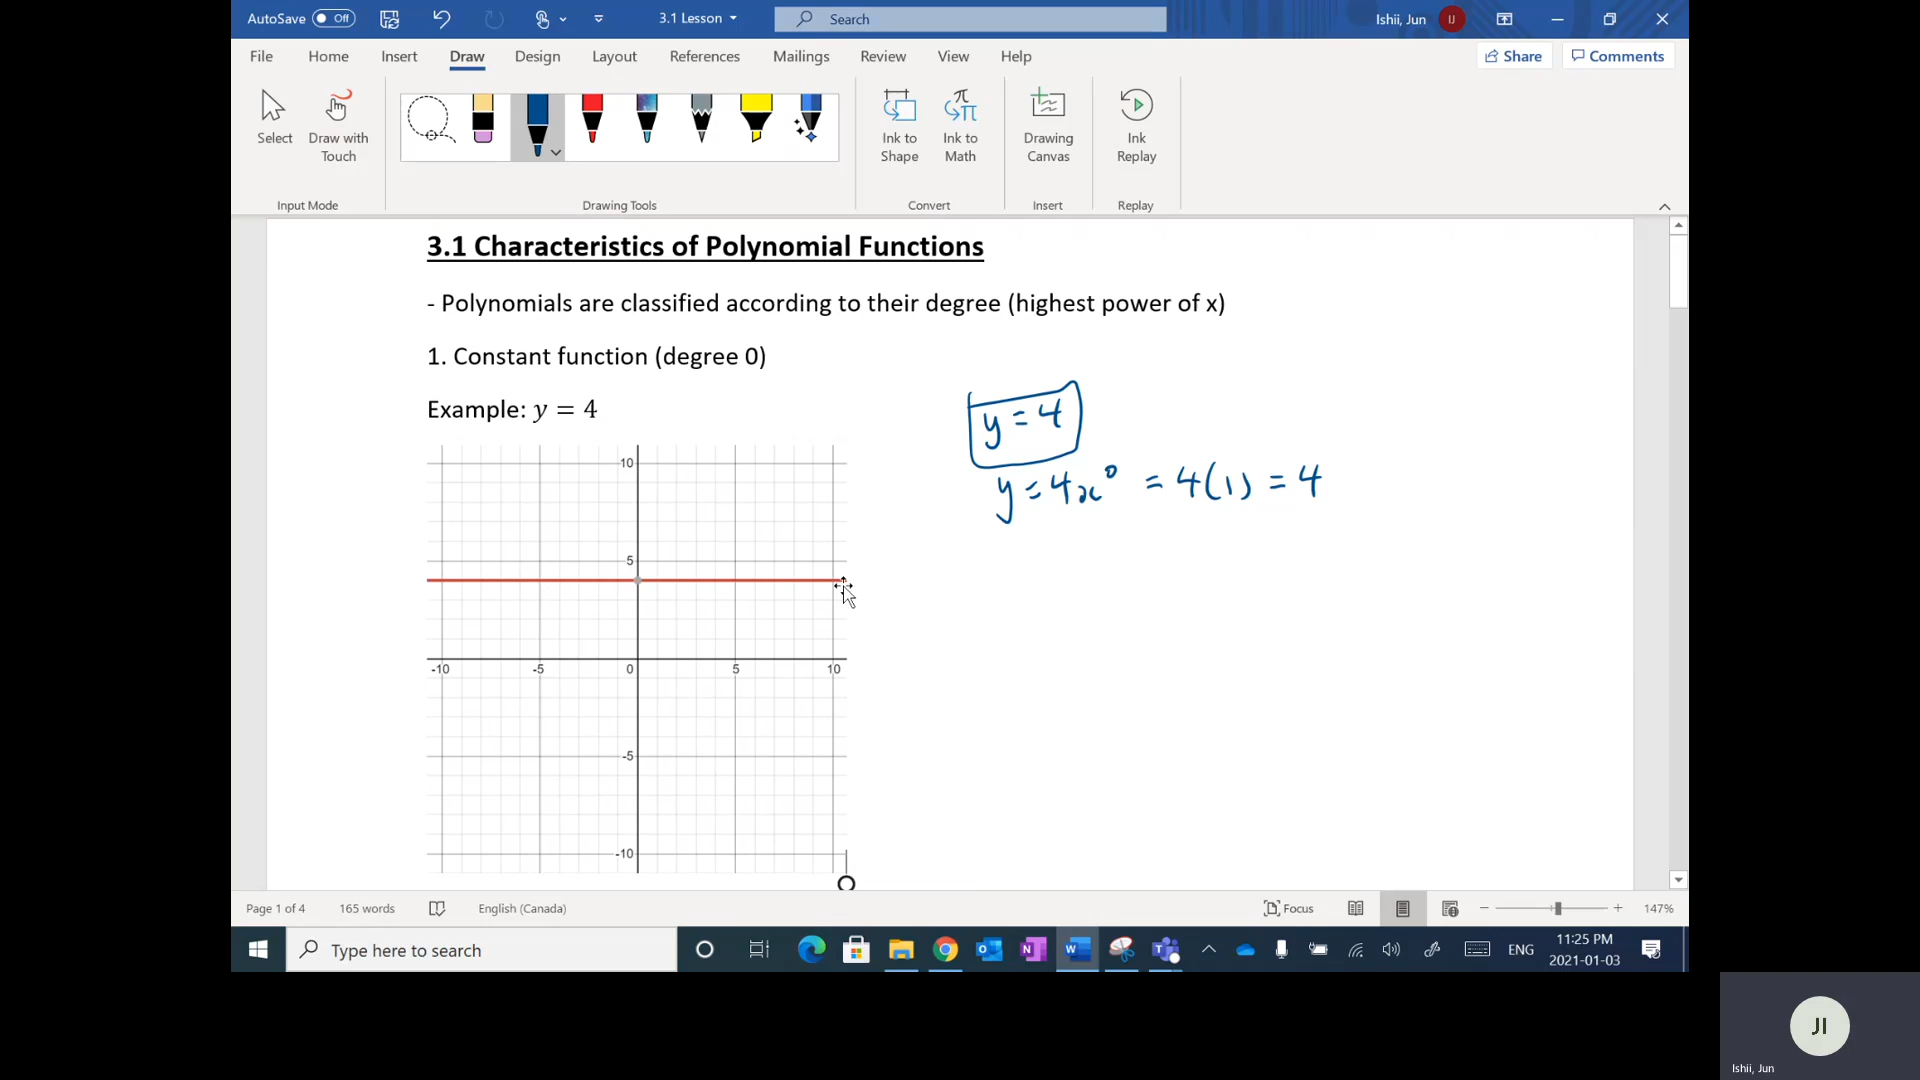 AutoSave Off 3.1 Lesson Search Ishii, Jun IJ
File Home Insert Draw Design Layout References Mailings Review View Help Share Comments
Select Draw with Touch Ink to Shape Ink to Math Drawing Canvas Ink Replay
Input Mode Drawing Tools Convert Insert Replay
3.1 Characteristics of Polynomial Functions
- Polynomials are classified according to their degree (highest power of x)
1. Constant function (degree 0)
Example: y = 4
y = 4
y = 4x⁰ = 4(1) = 4
10
5
-10 -5 0 5 10
-5
-10
Page 1 of 4 165 words English (Canada) Focus 147%
Type here to search ENG 11:25 PM
2021-01-03
JI
Ishii, Jun